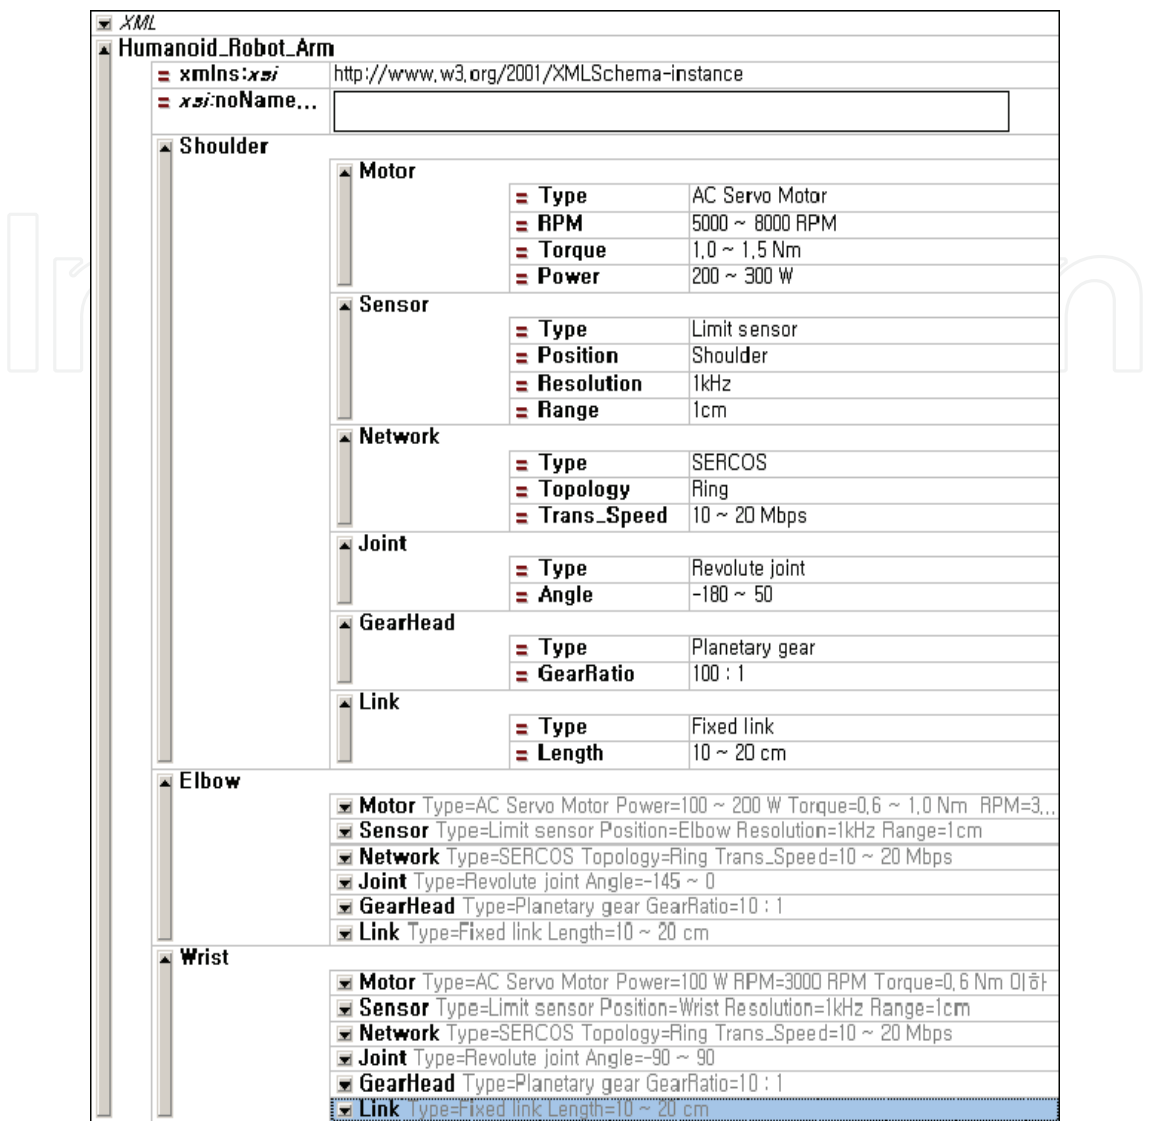 XML
Humanoid_Robot_Arm
= xmlns:xsi http://www.w3.org/2001/XMLSchema-instance
= xsi:noName...
Shoulder
Motor
= Type AC Servo Motor
= RPM 5000 ~ 8000 RPM
= Torque 1.0 ~ 1.5 Nm
= Power 200 ~ 300 W
Sensor
= Type Limit sensor
= Position Shoulder
= Resolution 1kHz
= Range 1cm
Network
= Type SERCOS
= Topology Ring
= Trans_Speed 10 ~ 20 Mbps
Joint
= Type Revolute joint
= Angle -180 ~ 50
GearHead
= Type Planetary gear
= GearRatio 100 : 1
Link
= Type Fixed link
= Length 10 ~ 20 cm
Elbow
Motor Type=AC Servo Motor Power=100 ~ 200 W Torque=0.6 ~ 1.0 Nm RPM=3...
Sensor Type=Limit sensor Position=Elbow Resolution=1kHz Range=1cm
Network Type=SERCOS Topology=Ring Trans_Speed=10 ~ 20 Mbps
Joint Type=Revolute joint Angle=-145 ~ 0
GearHead Type=Planetary gear GearRatio=10 : 1
Link Type=Fixed link Length=10 ~ 20 cm
Wrist
Motor Type=AC Servo Motor Power=100 W RPM=3000 RPM Torque=0.6 Nm 이하
Sensor Type=Limit sensor Position=Wrist Resolution=1kHz Range=1cm
Network Type=SERCOS Topology=Ring Trans_Speed=10 ~ 20 Mbps
Joint Type=Revolute joint Angle=-90 ~ 90
GearHead Type=Planetary gear GearRatio=10 : 1
Link Type=Fixed link Length=10 ~ 20 cm